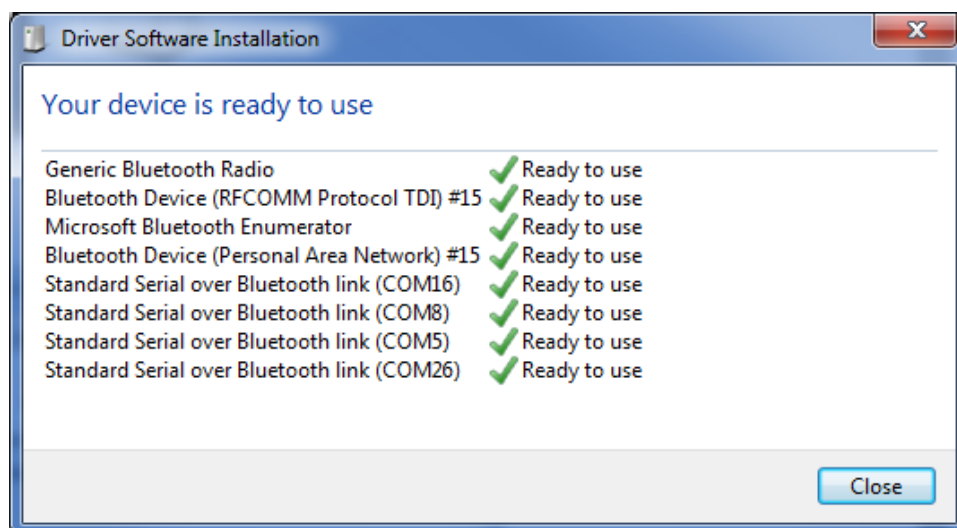 Driver Software Installation
Your device is ready to use
Generic Bluetooth Radio Ready to use
Bluetooth Device (RFCOMM Protocol TDI) #15 Ready to use
Microsoft Bluetooth Enumerator Ready to use
Bluetooth Device (Personal Area Network) #15 Ready to use
Standard Serial over Bluetooth link (COM16) Ready to use
Standard Serial over Bluetooth link (COM8) Ready to use
Standard Serial over Bluetooth link (COM5) Ready to use
Standard Serial over Bluetooth link (COM26) Ready to use
Close